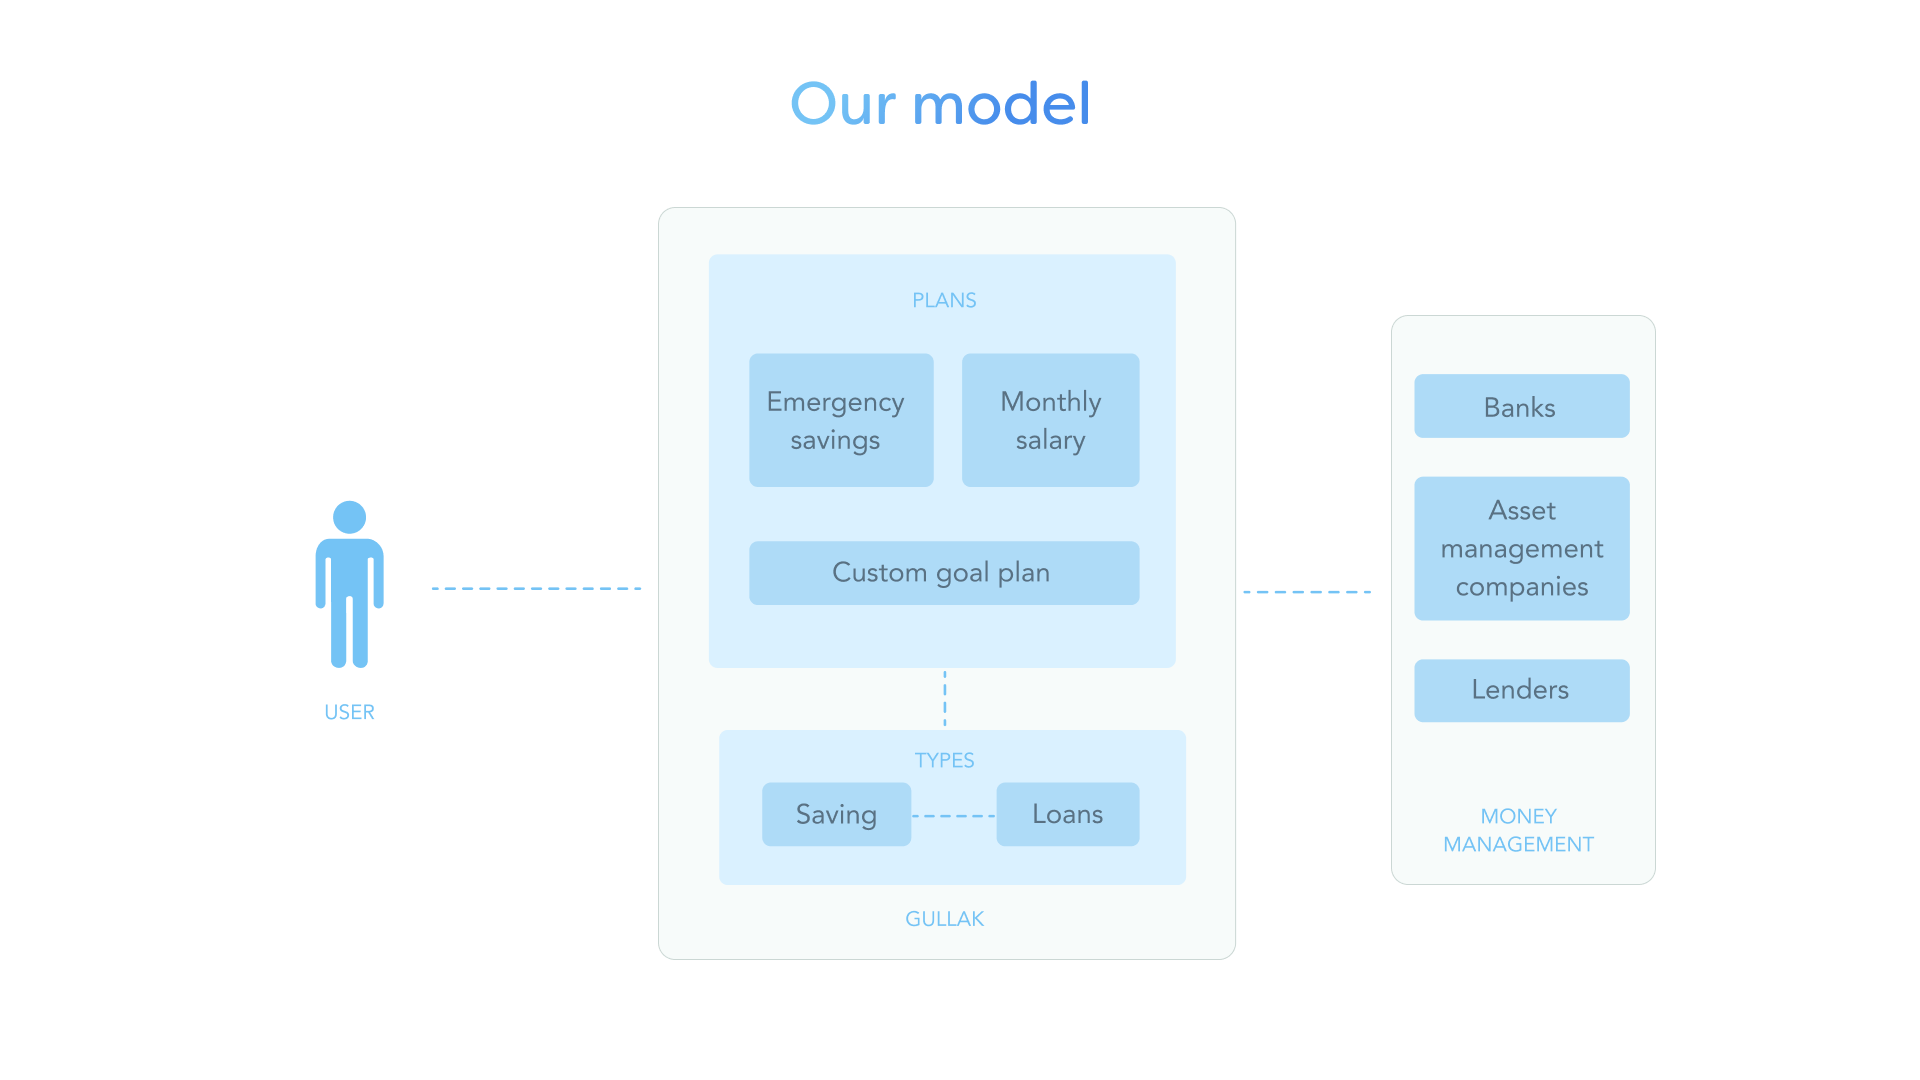 Our model
PLANS
Emergency
savings
Monthly
salary
Custom goal plan
USER
TYPES
Saving
Loans
GULLAK
Banks
Asset
management
companies
Lenders
MONEY
MANAGEMENT